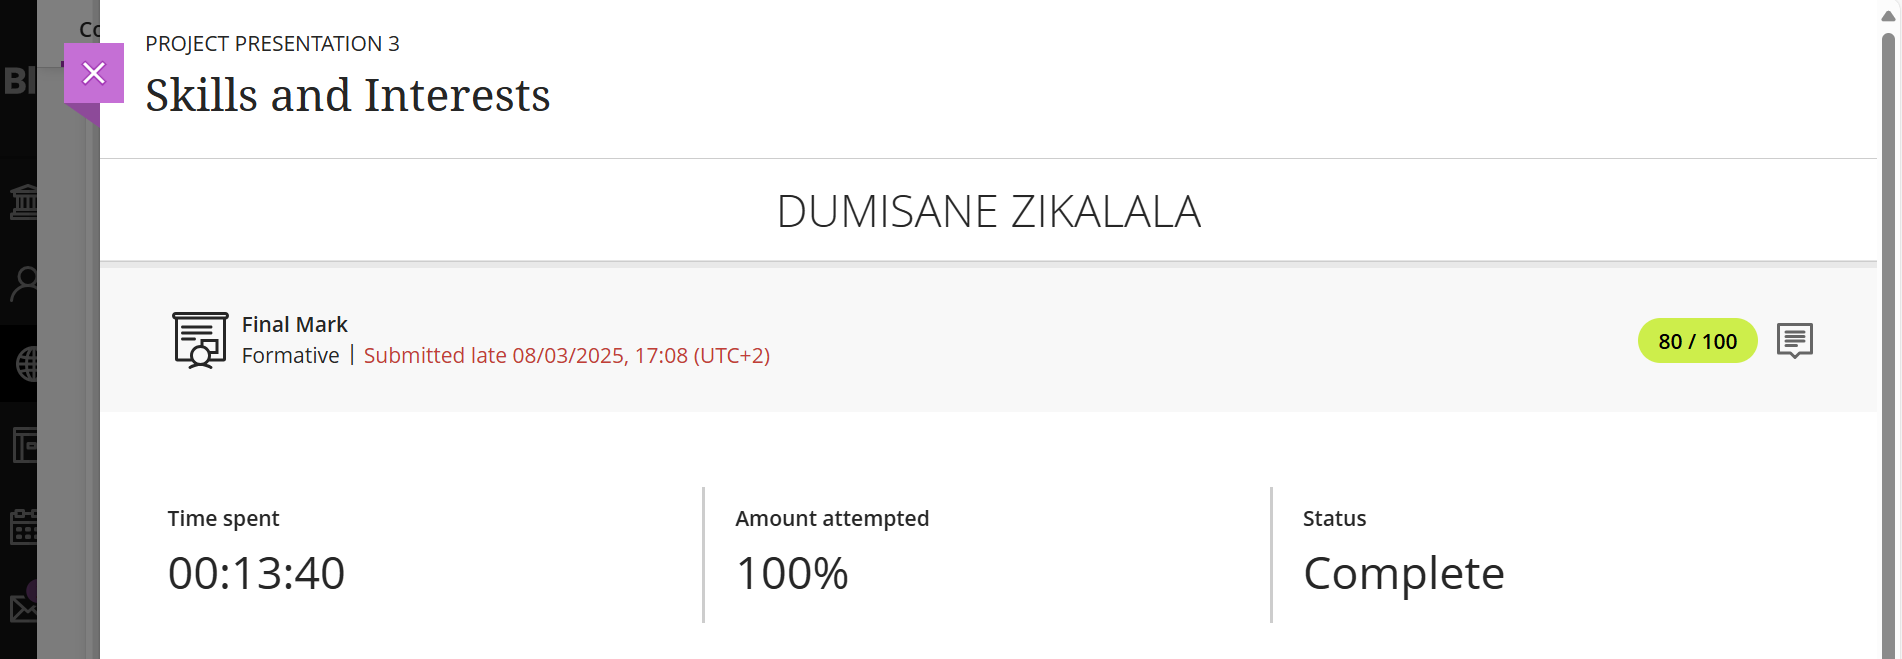 Co
Bl
PROJECT PRESENTATION 3
Skills and Interests
DUMISANE ZIKALALA
Final Mark
Formative | Submitted late 08/03/2025, 17:08 (UTC+2)
80 / 100
Time spent
00:13:40
Amount attempted
100%
Status
Complete